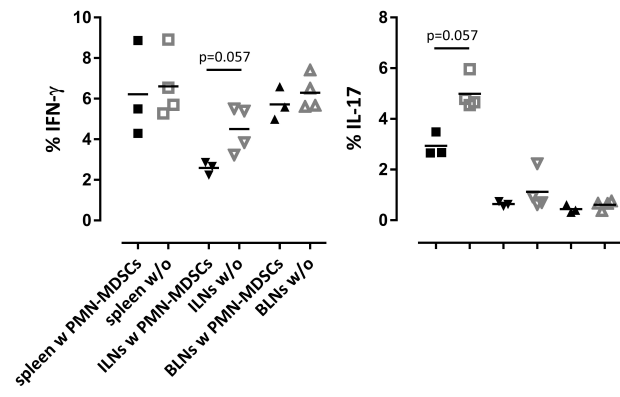 % IFN-γ
10
8
6
4
2
0
p=0.057
spleen w PMN-MDSCs
spleen w/o
ILNs w PMN-MDSCs
ILNs w/o
BLNs w PMN-MDSCs
BLNs w/o
% IL-17
8
6
4
2
0
p=0.057